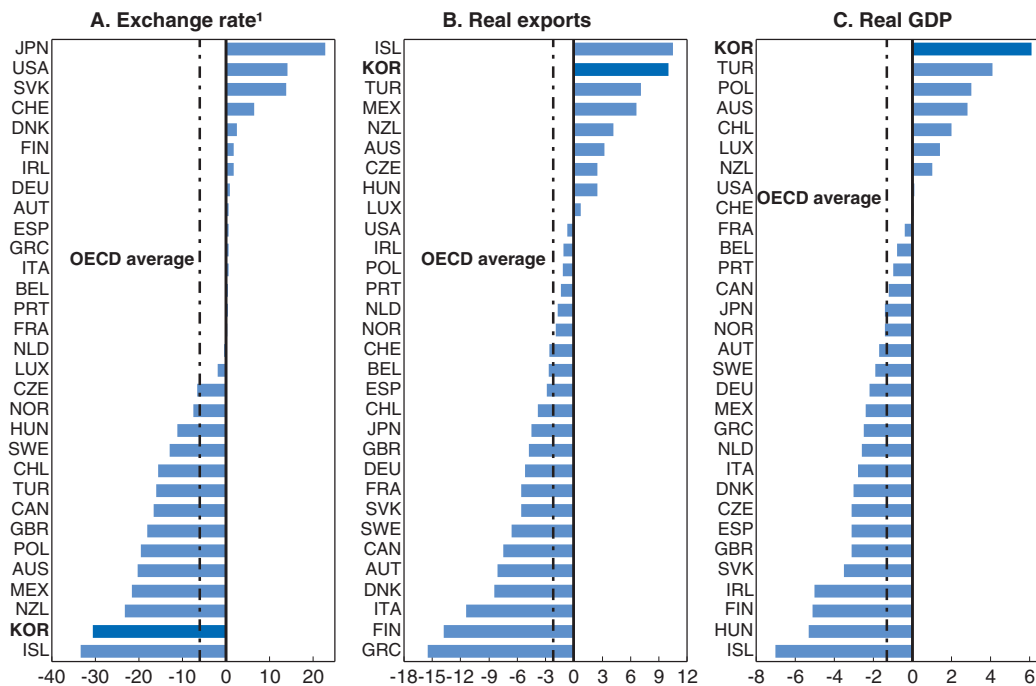 A. Exchange rate¹
JPN
USA
SVK
CHE
DNK
FIN
IRL
DEU
AUT
ESP
GRC
ITA
BEL
PRT
FRA
NLD
LUX
CZE
NOR
HUN
SWE
CHL
TUR
CAN
GBR
POL
AUS
MEX
NZL
KOR
ISL
OECD average
-40 -30 -20 -10 0 10 20
B. Real exports
ISL
KOR
TUR
MEX
NZL
AUS
CZE
HUN
LUX
USA
IRL
POL
PRT
NLD
NOR
CHE
BEL
ESP
CHL
JPN
GBR
DEU
FRA
SVK
SWE
CAN
AUT
DNK
ITA
FIN
GRC
OECD average
-18 -15 -12 -9 -6 -3 0 3 6 9 12
C. Real GDP
KOR
TUR
POL
AUS
CHL
LUX
NZL
USA
CHE
FRA
BEL
PRT
CAN
JPN
NOR
AUT
SWE
DEU
MEX
GRC
NLD
ITA
DNK
CZE
ESP
GBR
SVK
IRL
FIN
HUN
ISL
OECD average
-8 -6 -4 -2 0 2 4 6